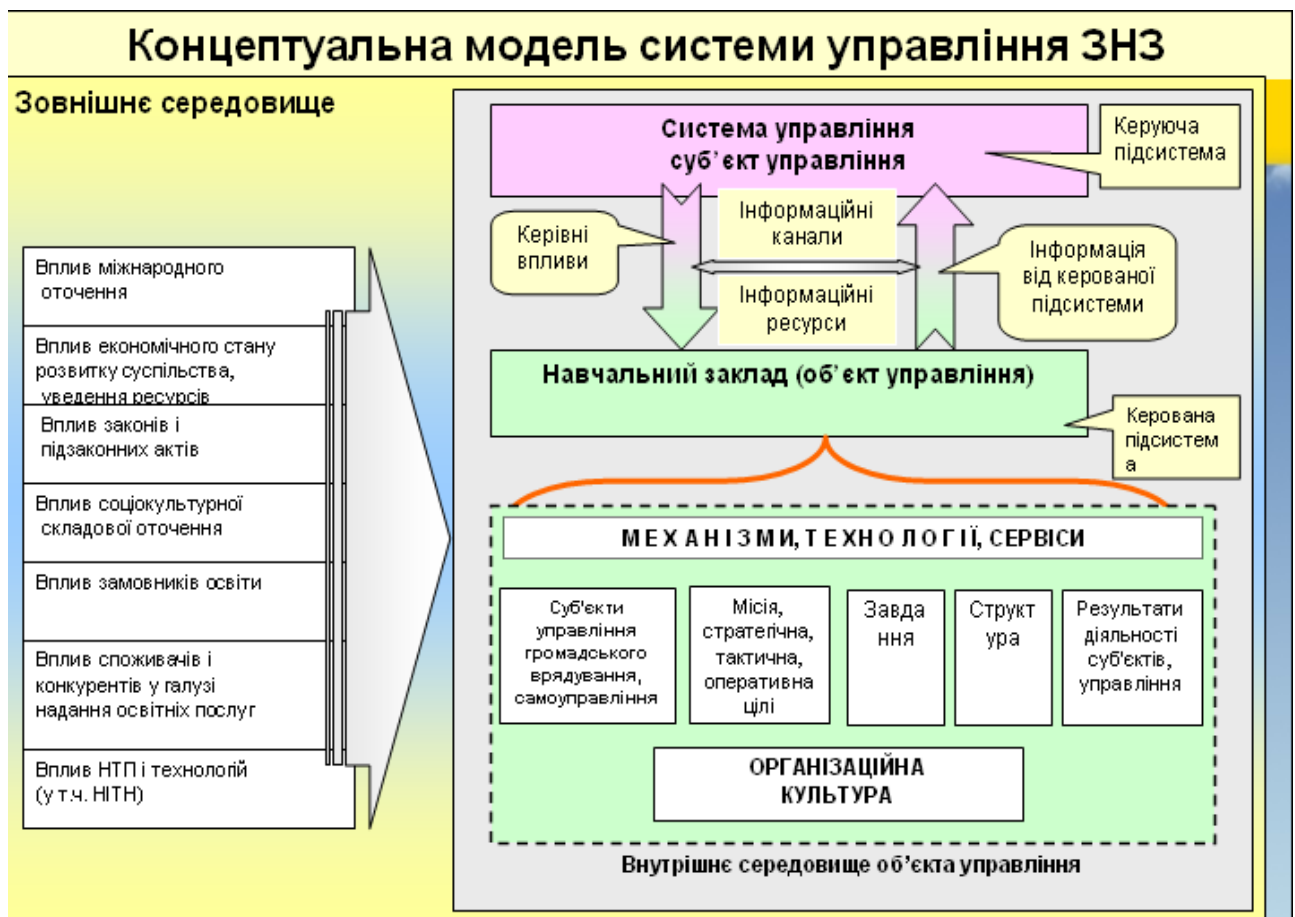 Концептуальна модель системи управління ЗНЗ
Зовнішнє середовище
Вплив міжнародного
оточення
Вплив економічного стану
розвитку суспільства,
уведення ресурсів
Вплив законів і
підзаконних актів
Вплив соціокультурної
складової оточення
Вплив замовників освіти
Вплив споживачів і
конкурентів у галузі
надання освітніх послуг
Вплив НТП і технологій
(у т.ч. НІТН)
Система управління
суб’єкт управління
Керуюча
підсистема
Керівні
впливи
Інформаційні
канали
Інформаційні
ресурси
Інформація
від керованої
підсистеми
Навчальний заклад (об’єкт управління)
Керована
підсистем
а
М Е Х А Н І З М И, Т Е Х Н О Л О Г І Ї, СЕРВІСИ
Суб'єкти
управління
громадського
врядування,
самоуправління
Місія,
стратегічна,
тактична,
оперативна
цілі
Завда
ння
Структ
ура
Результати
діяльності
суб'єктів,
управління
ОРГАНІЗАЦІЙНА
КУЛЬТУРА
Внутрішнє середовище об’єкта управління